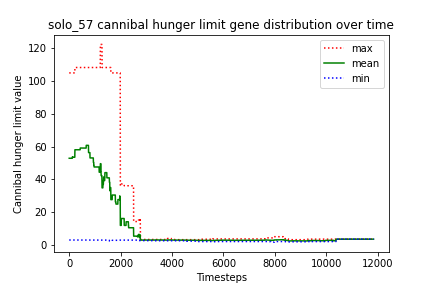 solo_57 cannibal hunger limit gene distribution over time
120
100
80
60
40
20
0
Cannibal hunger limit value
max
mean
min
0
2000
4000
6000
8000
10000
12000
Timesteps